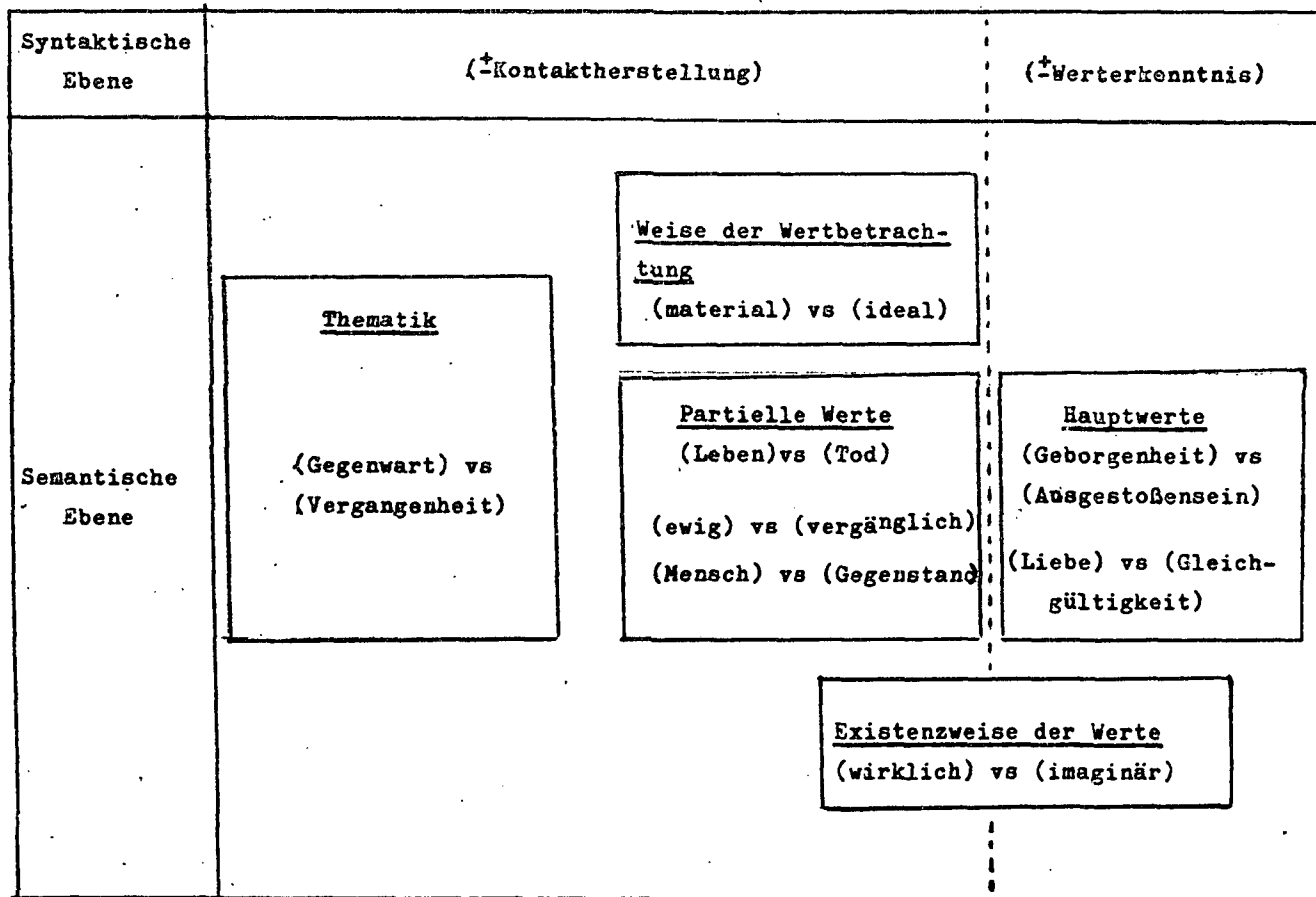 Syntaktische
Ebene
(±Kontaktherstellung)
(±Werterkenntnis)
Weise der Wertbetrach-
tung
(material) vs (ideal)
Thematik
(Gegenwart) vs
(Vergangenheit)
Partielle Werte
(Leben)vs (Tod)
(ewig) vs (vergänglich)
(Mensch) vs (Gegenstand)
Hauptwerte
(Geborgenheit) vs
(Ausgestoßensein)
(Liebe) vs (Gleich-
gültigkeit)
Semantische
Ebene
Existenzweise der Werte
(wirklich) vs (imaginär)